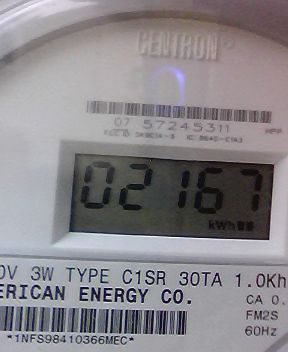 CENTRON®
07 57245311
02167
kWh
0V 3W TYPE C1SR 30TA 1.0Kh
ERICAN ENERGY CO.
CA 0.
FM2S
60Hz
*1NFS98410366MEC*